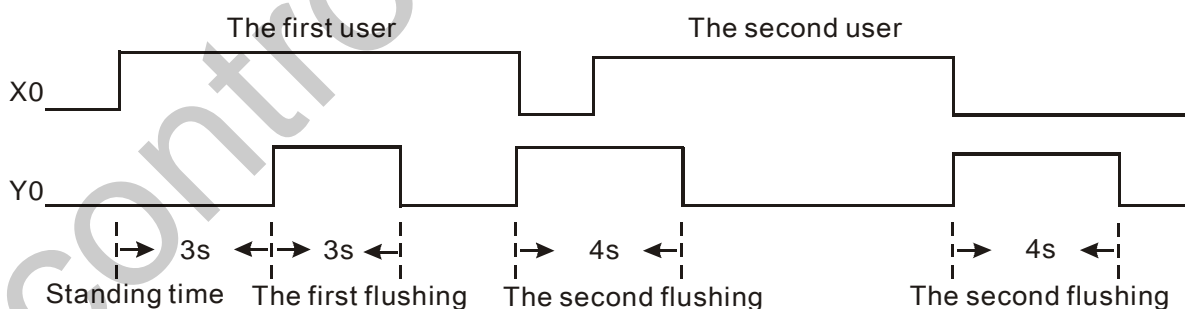 The first user The second user
X0
Y0
3s 3s 4s 4s
Standing time The first flushing The second flushing The second flushing
contro